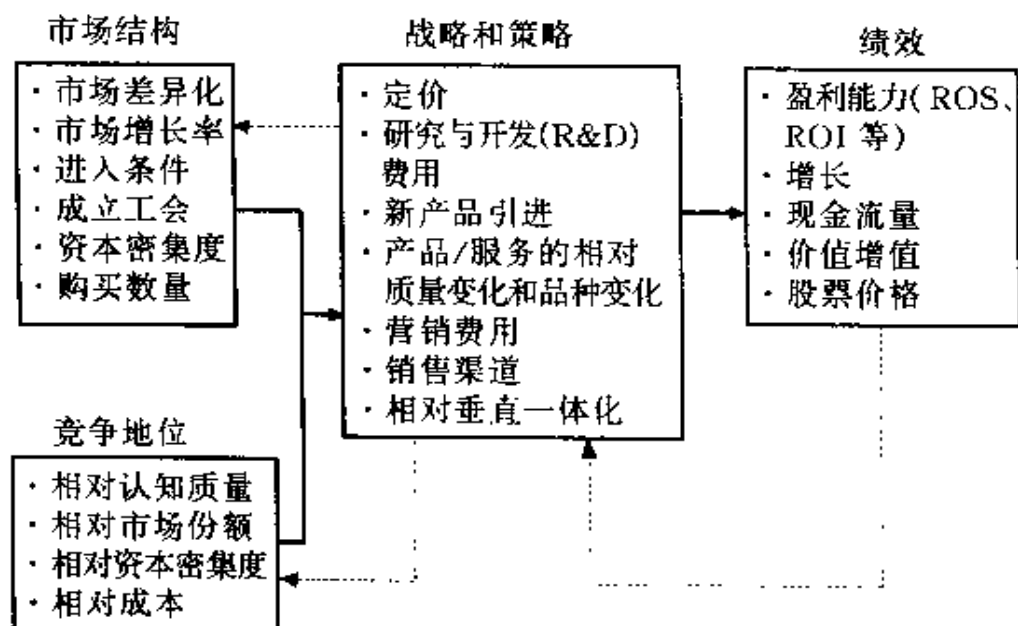 市场结构
· 市场差异化
· 市场增长率
· 进入条件
· 成立工会
· 资本密集度
· 购买数量
竞争地位
· 相对认知质量
· 相对市场份额
· 相对资本密集度
· 相对成本
战略和策略
· 定价
· 研究与开发(R&D)
费用
· 新产品引进
· 产品/服务的相对
质量变化和品种变化
· 营销费用
· 销售渠道
· 相对垂直一体化
绩效
· 盈利能力( ROS、
ROI 等)
· 增长
· 现金流量
· 价值增值
· 股票价格